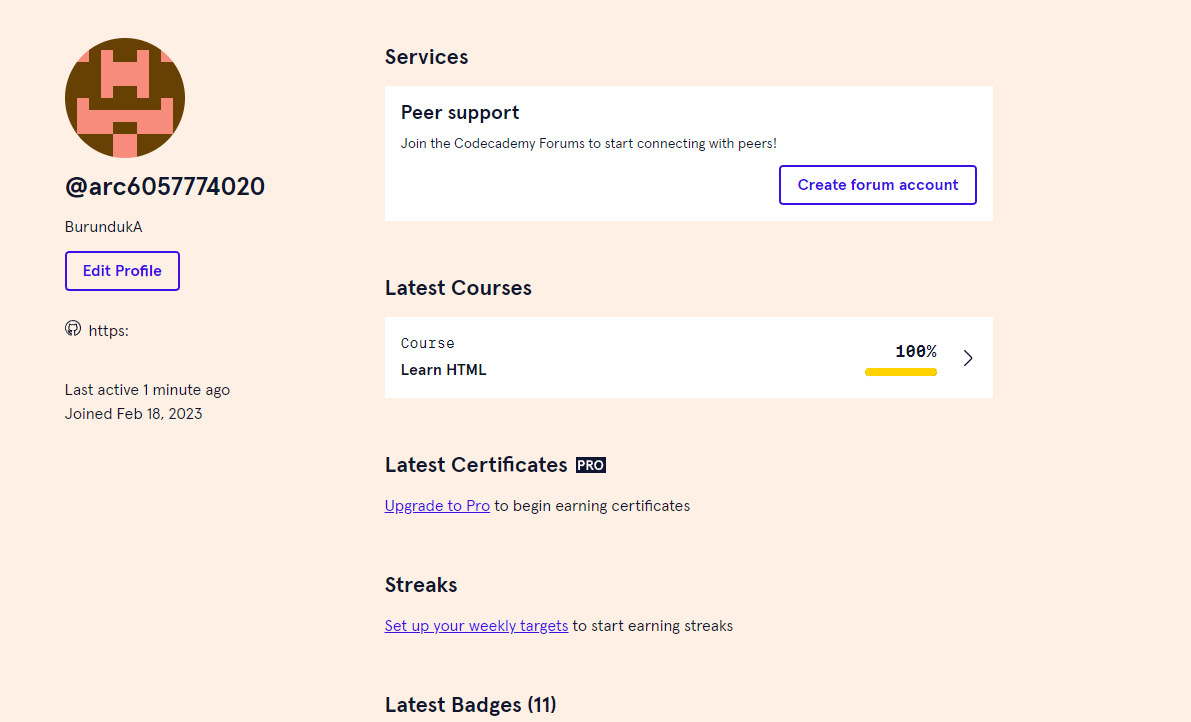 @arc6057774020
BurundukA
Edit Profile
https:
Last active 1 minute ago
Joined Feb 18, 2023
Services
Peer support
Join the Codecademy Forums to start connecting with peers!
Create forum account
Latest Courses
Course
Learn HTML
100%
Latest Certificates PRO
Upgrade to Pro to begin earning certificates
Streaks
Set up your weekly targets to start earning streaks
Latest Badges (11)